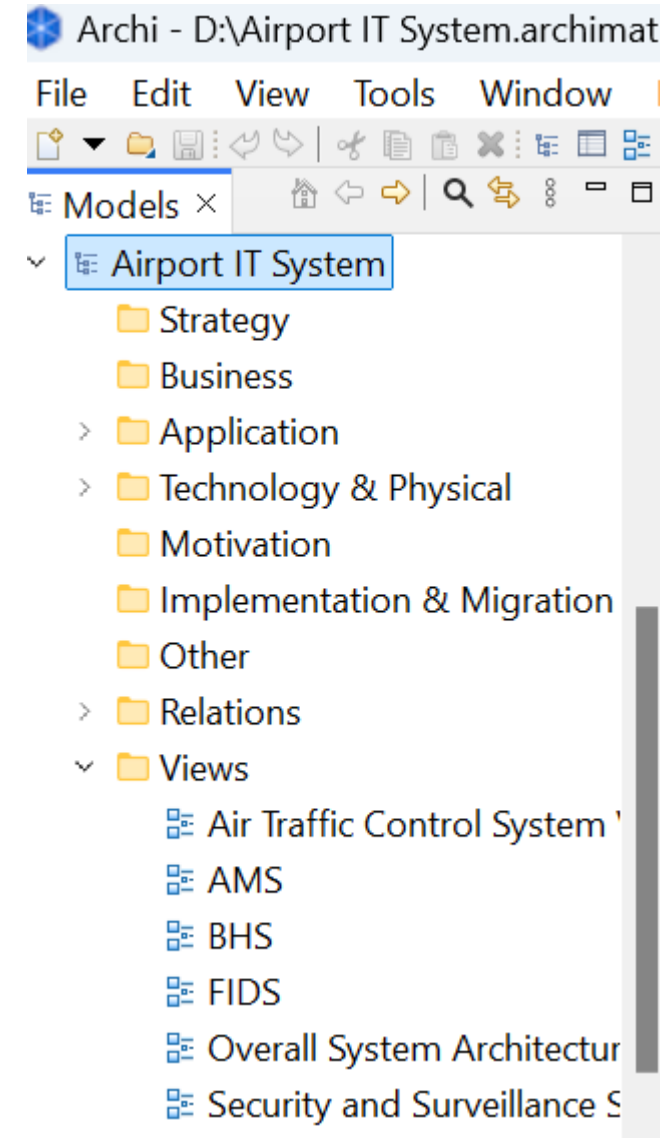 Archi - D:\Airport IT System.archimat
File Edit View Tools Window
Models
Airport IT System
Strategy
Business
Application
Technology & Physical
Motivation
Implementation & Migration
Other
Relations
Views
Air Traffic Control System
AMS
BHS
FIDS
Overall System Architectur
Security and Surveillance S